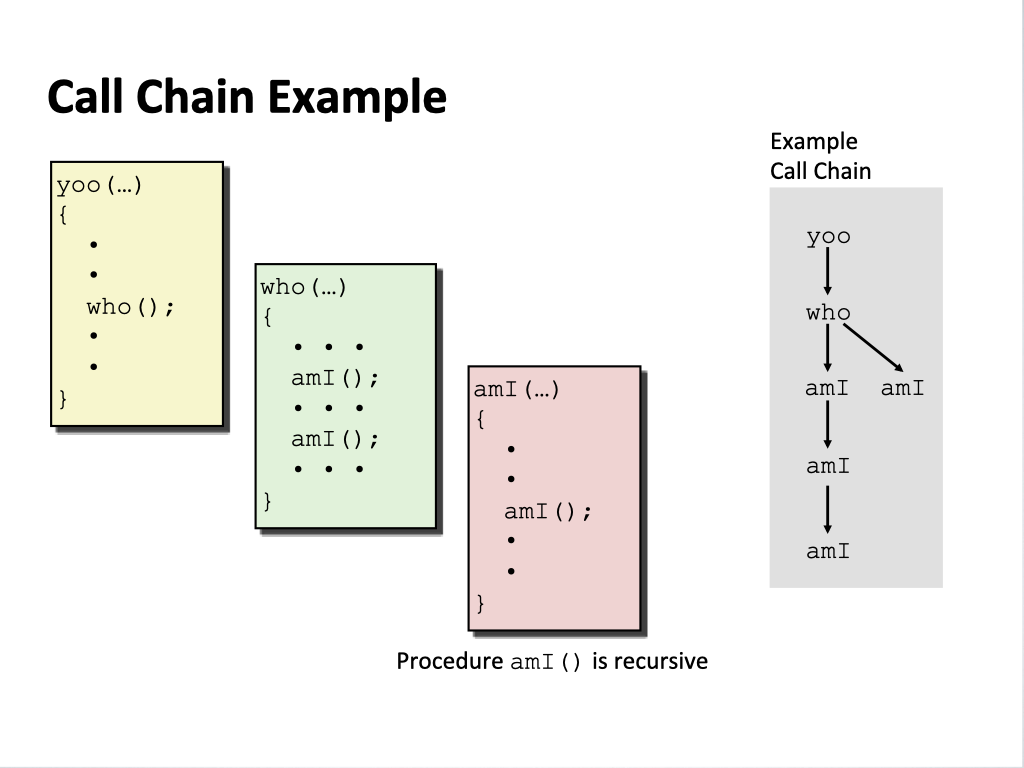 Call Chain Example
yoo(…)
{
•
•
who();
•
•
}
who(…)
{
• • •
amI();
• • •
amI();
• • •
}
amI(…)
{
•
•
amI();
•
•
}
Procedure amI() is recursive
Example
Call Chain
yoo
who
amI amI
amI
amI